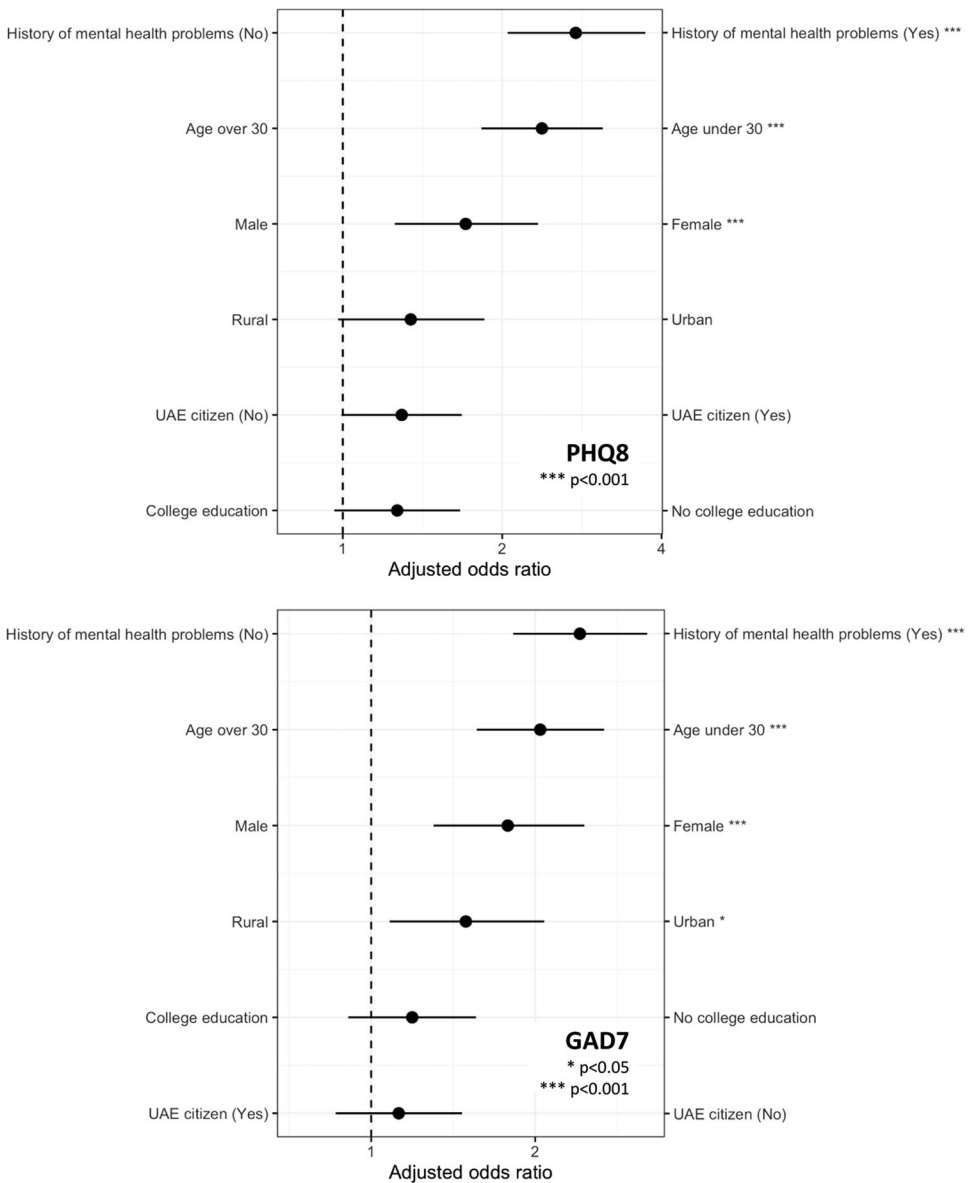 History of mental health problems (No)
History of mental health problems (Yes) ***
Age over 30
Age under 30 ***
Male
Female ***
Rural
Urban
UAE citizen (No)
UAE citizen (Yes)
PHQ8
*** p<0.001
College education
No college education
1
2
4
Adjusted odds ratio
History of mental health problems (No)
History of mental health problems (Yes) ***
Age over 30
Age under 30 ***
Male
Female ***
Rural
Urban *
College education
No college education
GAD7
* p<0.05
*** p<0.001
UAE citizen (Yes)
UAE citizen (No)
1
2
Adjusted odds ratio